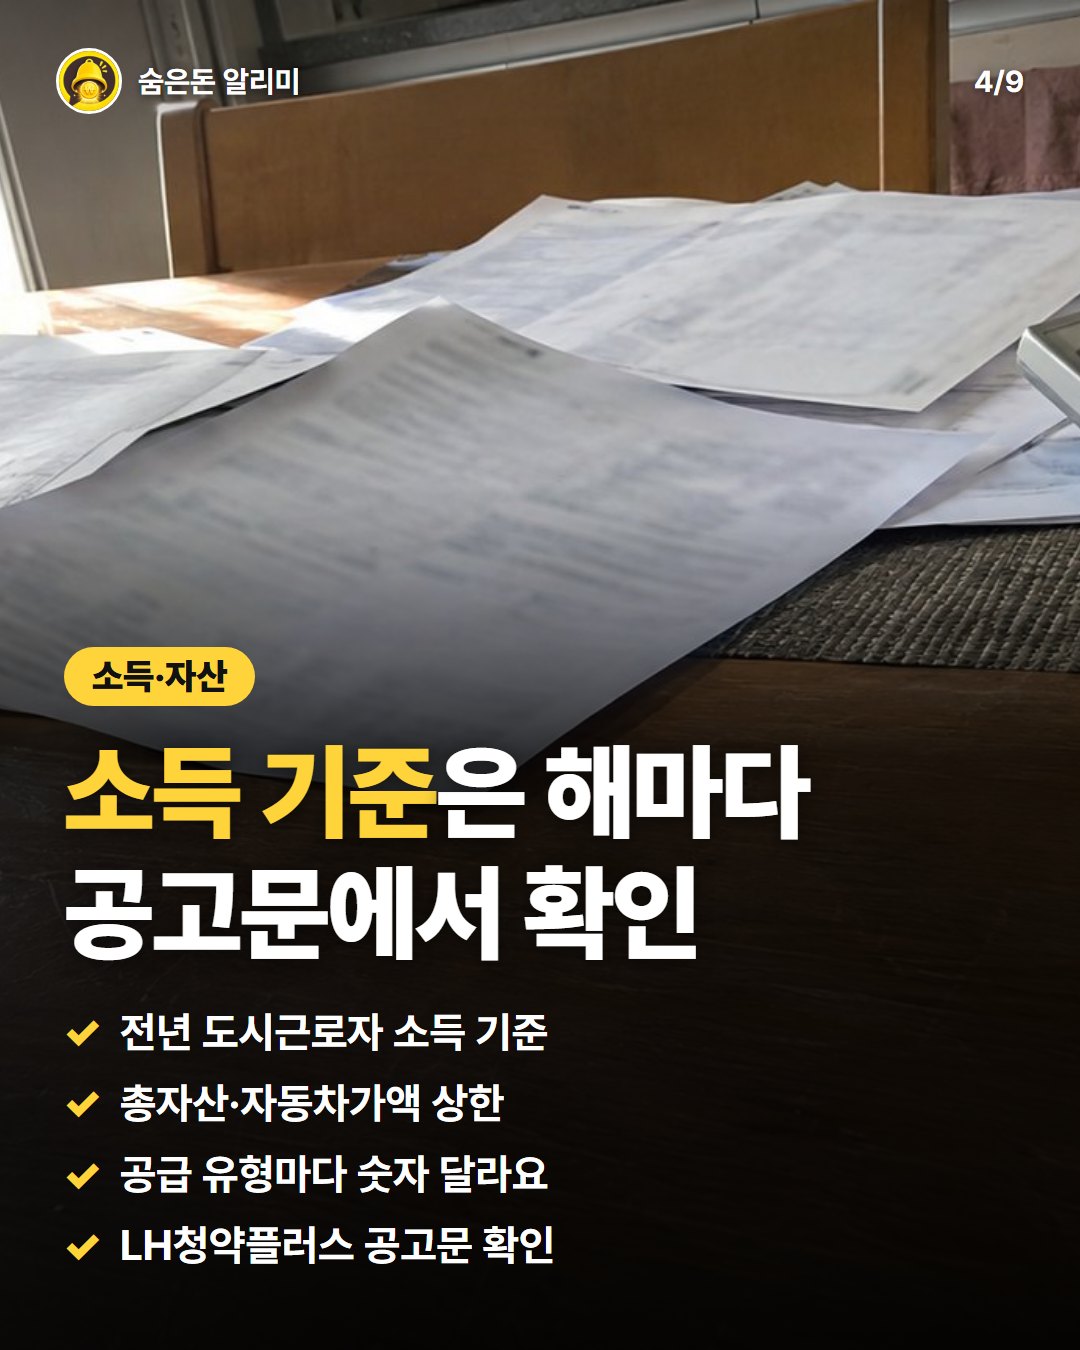 숨은돈 알리미
4/9
소득·자산
소득 기준은 해마다
공고문에서 확인
전년 도시근로자 소득 기준
총자산·자동차가액 상한
공급 유형마다 숫자 달라요
LH청약플러스 공고문 확인